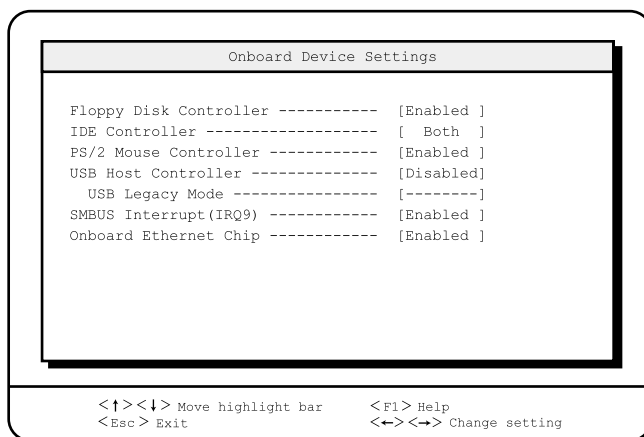 Onboard Device Settings
Floppy Disk Controller ----------- [Enabled ]
IDE Controller ------------------- [  Both  ]
PS/2 Mouse Controller ------------ [Enabled ]
USB Host Controller -------------- [Disabled]
  USB Legacy Mode ---------------- [--------]
SMBUS Interrupt(IRQ9) ------------ [Enabled ]
Onboard Ethernet Chip ------------ [Enabled ]
<↑><↓> Move highlight bar <F1> Help
<Esc> Exit <←><→> Change setting